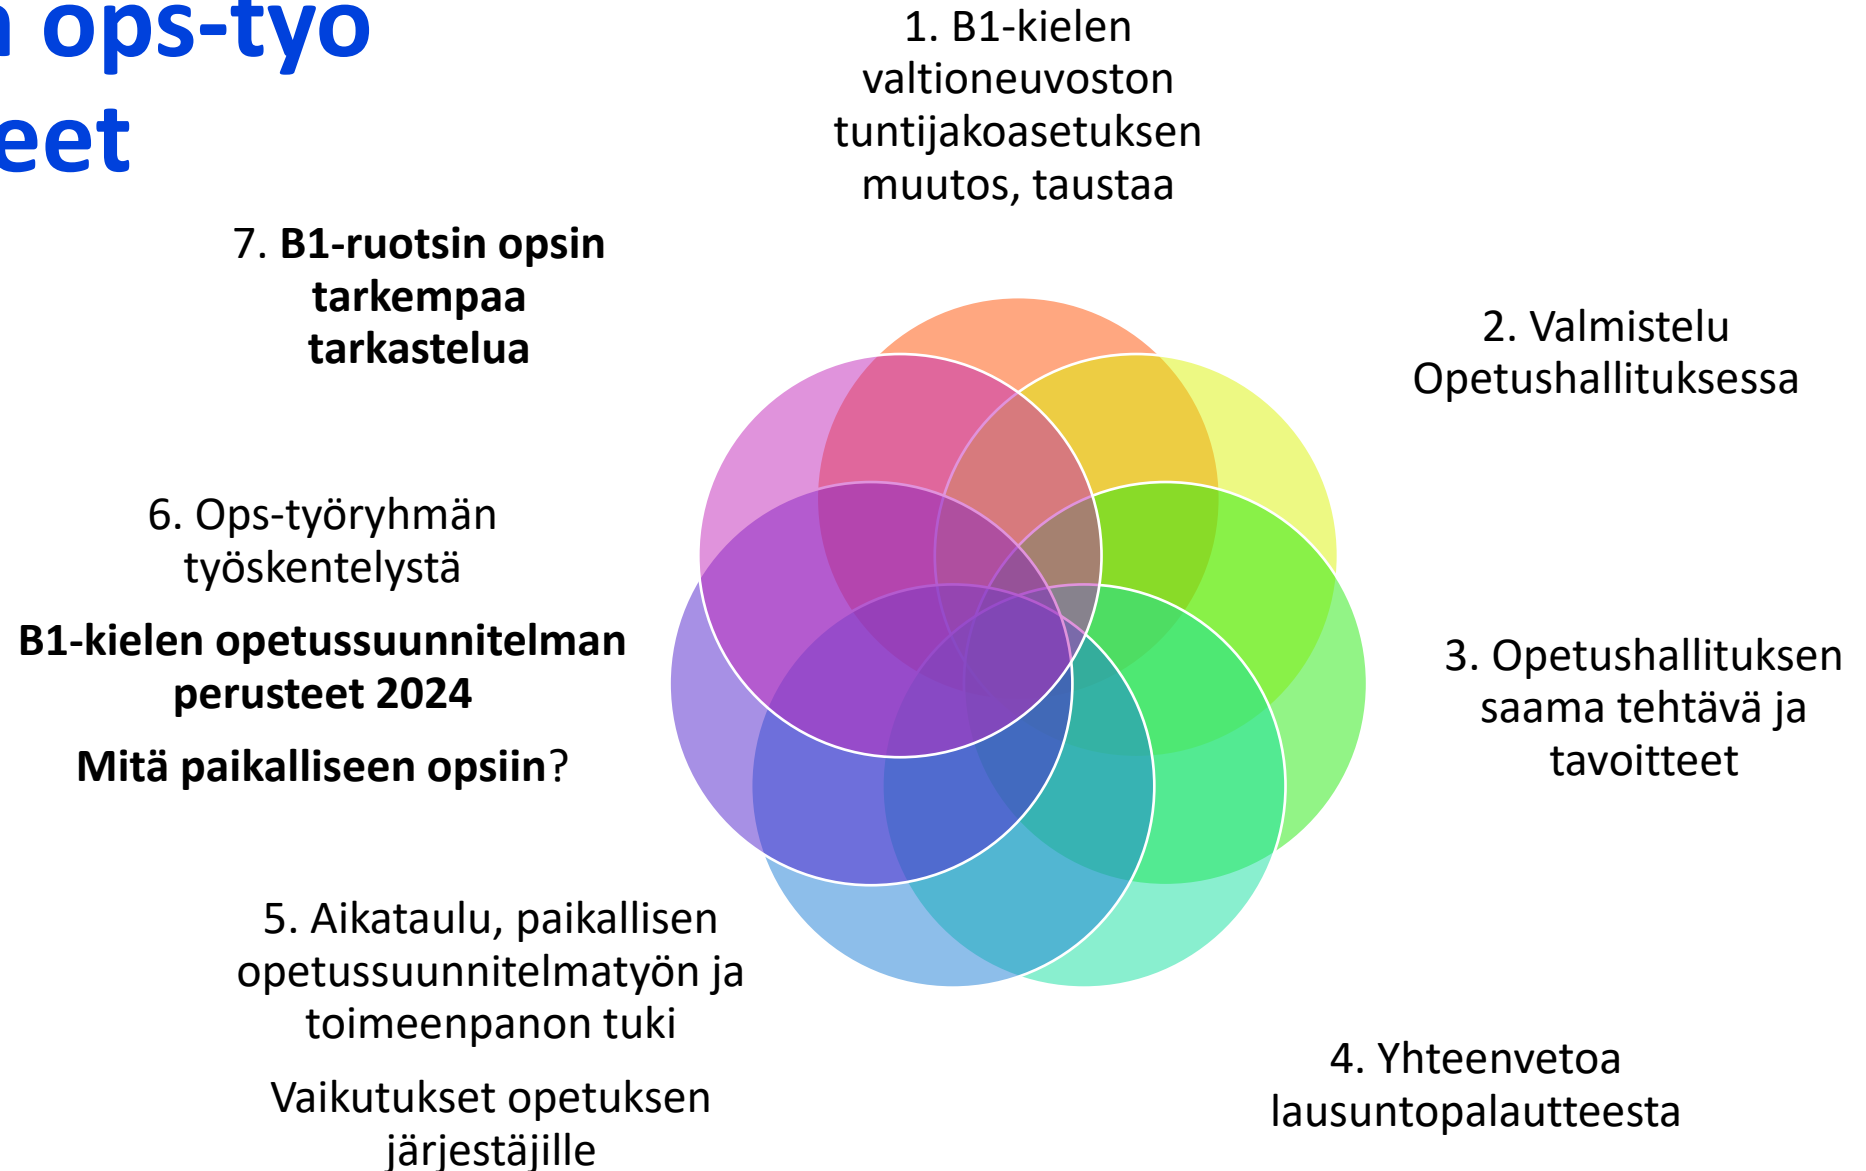 ops-työ
eet
1. B1-kielen
valtioneuvoston
tuntijakoasetuksen
muutos, taustaa
2. Valmistelu
Opetushallituksessa
3. Opetushallituksen
saama tehtävä ja
tavoitteet
4. Yhteenvetoa
lausuntopalautteesta
5. Aikataulu, paikallisen
opetussuunnitelmatyön ja
toimeenpanon tuki
Vaikutukset opetuksen
järjestäjille
6. Ops-työryhmän
työskentelystä
B1-kielen opetussuunnitelman
perusteet 2024
Mitä paikalliseen opsiin?
7. B1-ruotsin opsin
tarkempaa
tarkastelua